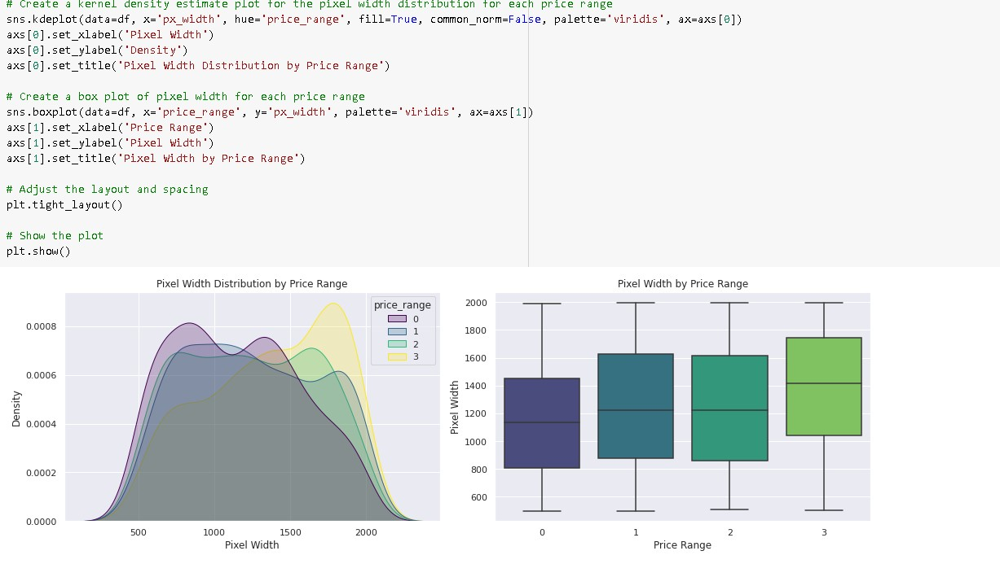 # Create a kernel density estimate plot for the pixel width distribution for each price range
sns.kdeplot(data=df, x='px_width', hue='price_range', fill=True, common_norm=False, palette='viridis', ax=axs[0])
axs[0].set_xlabel('Pixel Width')
axs[0].set_ylabel('Density')
axs[0].set_title('Pixel Width Distribution by Price Range')
# Create a box plot of pixel width for each price range
sns.boxplot(data=df, x='price_range', y='px_width', palette='viridis', ax=axs[1])
axs[1].set_xlabel('Price Range')
axs[1].set_ylabel('Pixel Width')
axs[1].set_title('Pixel Width by Price Range')
# Adjust the layout and spacing
plt.tight_layout()
# Show the plot
plt.show()
Pixel Width Distribution by Price Range
price_range
0
1
2
3
0.0008
0.0006
0.0004
0.0002
0.0000
Density
500 1000 1500 2000
Pixel Width
Pixel Width by Price Range
2000
1800
1600
1400
1200
1000
800
600
Pixel Width
0 1 2 3
Price Range